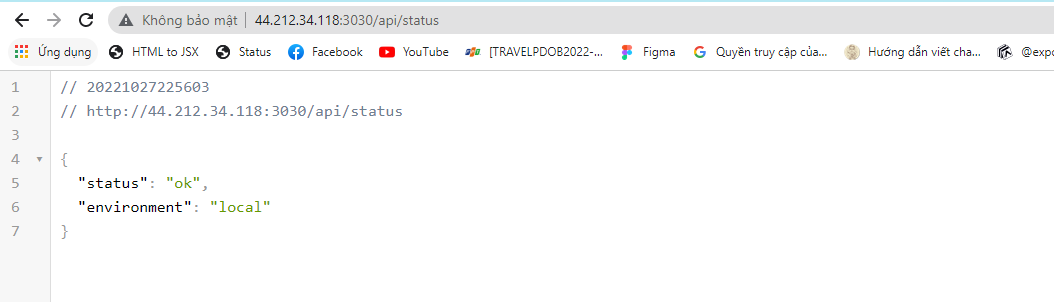 Không bảo mật 44.212.34.118:3030/api/status
Ứng dụng HTML to JSX Status Facebook YouTube [TRAVELPDOB2022-... Figma Quyền truy cập của... Hướng dẫn viết cha... @expo
1 // 20221027225603
2 // http://44.212.34.118:3030/api/status
3
4 {
5 "status": "ok",
6 "environment": "local"
7 }